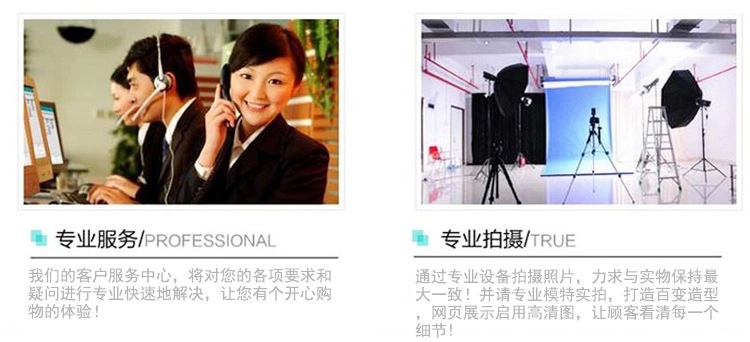 专业服务/PROFESSIONAL
我们的客户服务中心，将对您的各项要求和
疑问进行专业快速地解决，让您有个开心购
物的体验！
专业拍摄/TRUE
通过专业设备拍摄照片，力求与实物保持最
大一致！并请专业模特实拍，打造百变造型
，网页展示启用高清图，让顾客看清每一个
细节！